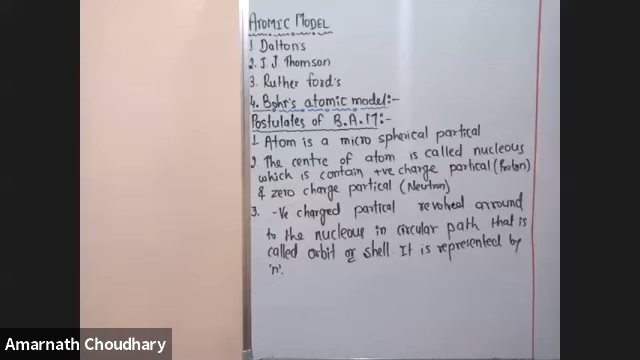 ATOMIC MODEL
1 Dalton's
2. J. J Thomson
3. Ruther ford's
4. Bohr's atomic model:-
Postulates of B.A.M:-
1. Atom is a micro spherical partical
2 The centre of atom is called nucleous
which is contain +ve charge partical (Proton)
& zero charge partical (Neutron)
3. -Ve charged partical revolved around
to the nucleous in circular path that is
called orbit or shell It is represented by
'n'.
Amarnath Choudhary